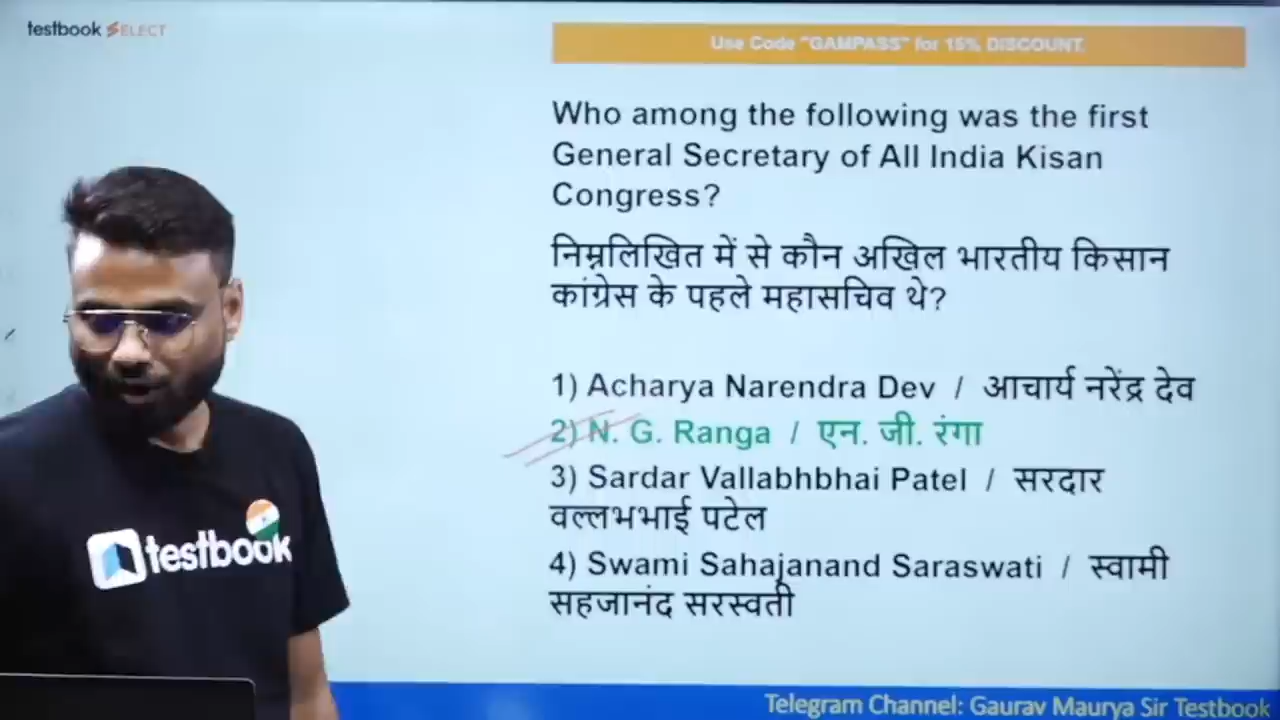 testbook SELECT
Use Code "GAMPASS" for 15% DISCOUNT.
Who among the following was the first
General Secretary of All India Kisan
Congress?
निम्नलिखित में से कौन अखिल भारतीय किसान
कांग्रेस के पहले महासचिव थे?
1) Acharya Narendra Dev / आचार्य नरेंद्र देव
2) N. G. Ranga / एन. जी. रंगा
3) Sardar Vallabhbhai Patel / सरदार
वल्लभभाई पटेल
4) Swami Sahajanand Saraswati / स्वामी
सहजानंद सरस्वती
testbook
Telegram Channel: Gaurav Maurya Sir Testbook